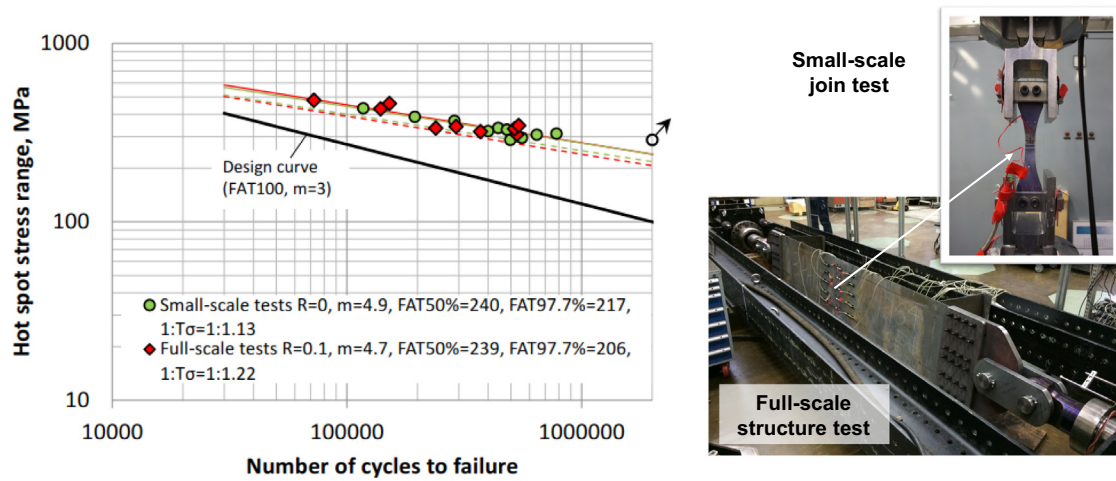 1000
100
10
10000
100000
1000000
Hot spot stress range, MPa
Number of cycles to failure
Design curve
(FAT100, m=3)
Small-scale tests R=0, m=4.9, FAT50%=240, FAT97.7%=217,
1:Tσ=1:1.13
Full-scale tests R=0.1, m=4.7, FAT50%=239, FAT97.7%=206,
1:Tσ=1:1.22
Small-scale
join test
Full-scale
structure test